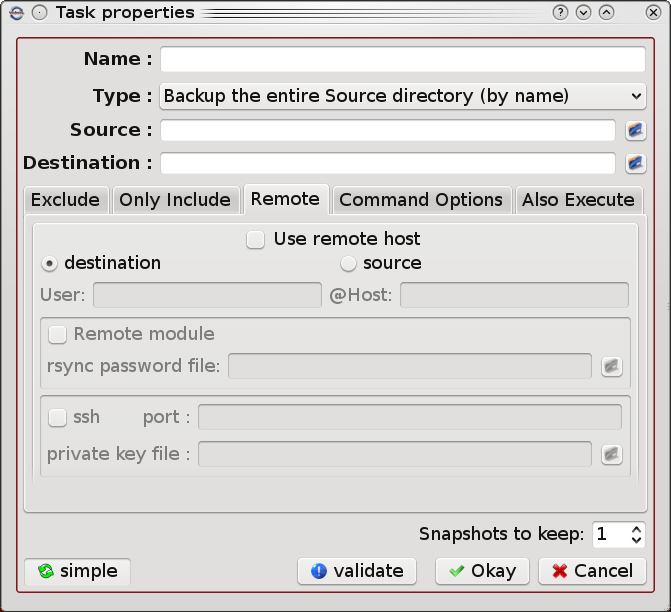 Task properties
Name :
Type : Backup the entire Source directory (by name)
Source :
Destination :
Exclude Only Include Remote Command Options Also Execute
Use remote host
destination source
User: @Host:
Remote module
rsync password file:
ssh port :
private key file :
Snapshots to keep: 1
simple validate Okay Cancel